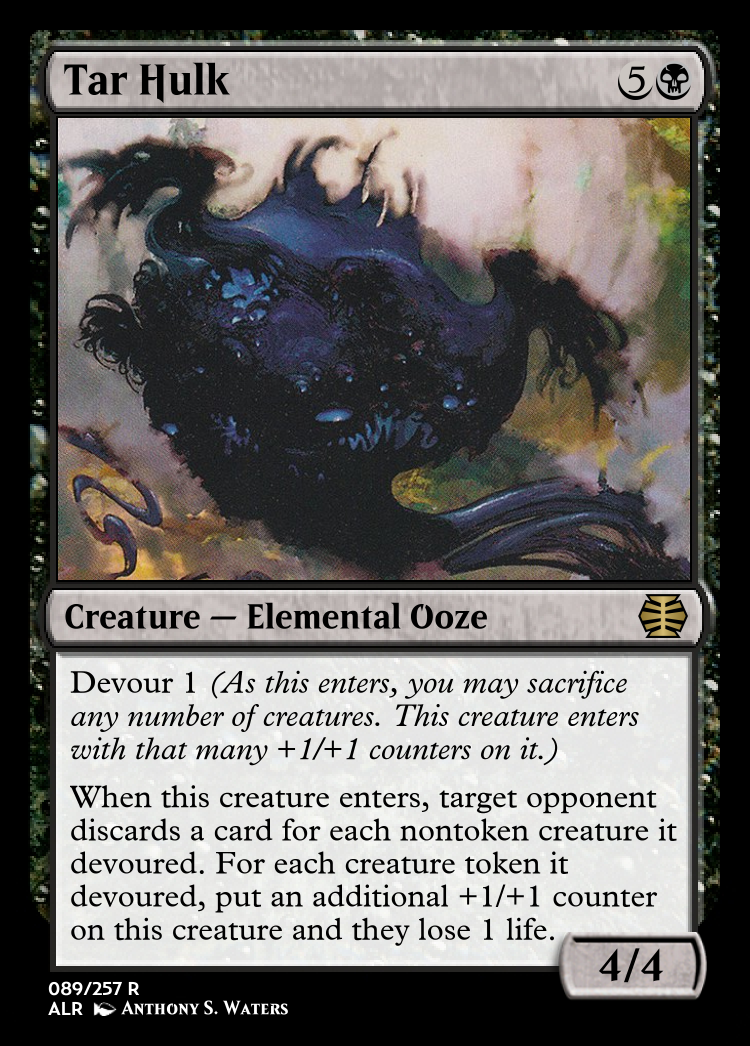 Tar Hulk 5
Creature — Elemental Ooze
Devour 1 (As this enters, you may sacrifice
any number of creatures. This creature enters
with that many +1/+1 counters on it.)
When this creature enters, target opponent
discards a card for each nontoken creature it
devoured. For each creature token it
devoured, put an additional +1/+1 counter
on this creature and they lose 1 life.
4/4
089/257 R
ALR Anthony S. Waters